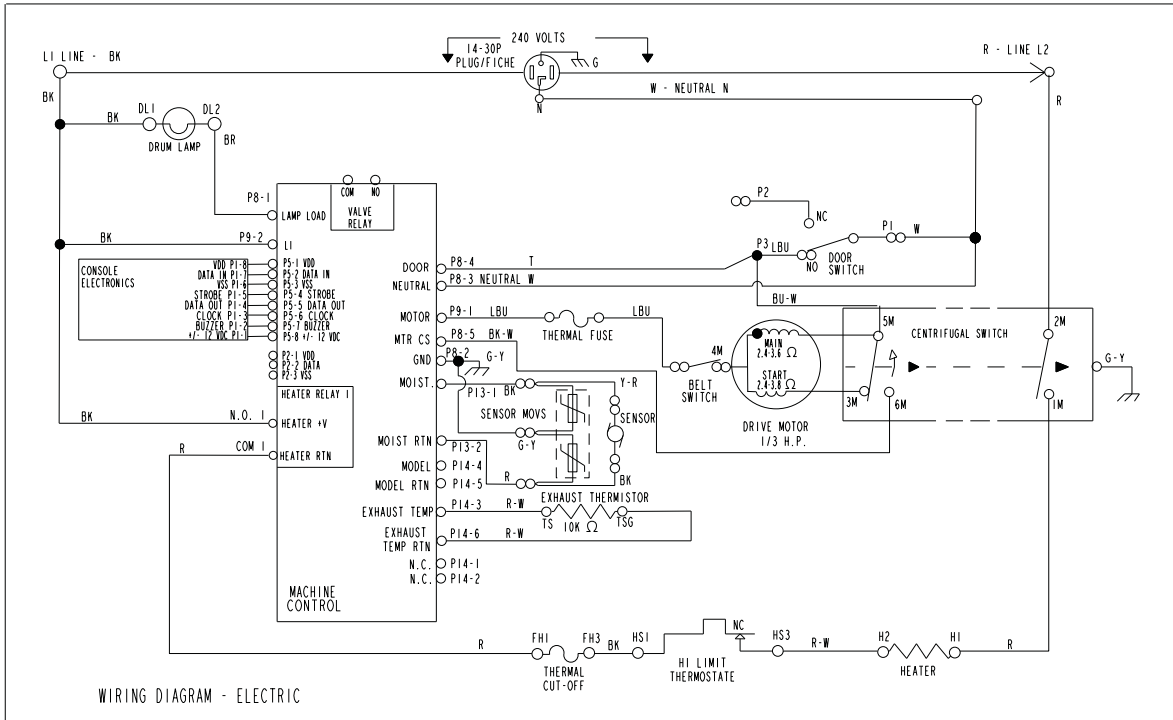 240 VOLTS
L1 LINE - BK
14-30P
PLUG/FICHE
G
R - LINE L2
N
W - NEUTRAL N
BK
R
DL1
DL2
BK
BR
DRUM LAMP
P8-1
COM
NO
LAMP LOAD
VALVE
RELAY
P2
NC
P1
W
P9-2
BK
L1
P3
LBU
NO
DOOR
SWITCH
CONSOLE
ELECTRONICS
VDD P1-8
DATA IN P1-7
VSS P1-6
STROBE P1-5
DATA OUT P1-4
CLOCK P1-3
BUZZER P1-2
+/- 12 VDC P1-1
P5-1 VDD
P5-2 DATA IN
P5-3 VSS
P5-4 STROBE
P5-5 DATA OUT
P5-6 CLOCK
P5-7 BUZZER
P5-8 +/- 12 VDC
P2-1 VDD
P2-2 DATA
P2-3 VSS
DOOR
P8-4
T
NEUTRAL
P8-3 NEUTRAL W
BU-W
MOTOR
P9-1
LBU
LBU
THERMAL FUSE
MTR CS
P8-5
BK-W
GND
P8-2
G-Y
MOIST.
P13-1
BK
Y-R
SENSOR MOVS
SENSOR
G-Y
MOIST RTN
P13-2
R
BK
4M
BELT
SWITCH
MAIN
2.4-3.6 Ω
START
2.4-3.8 Ω
DRIVE MOTOR
1/3 H.P.
5M
CENTRIFUGAL SWITCH
2M
G-Y
3M
6M
1M
HEATER RELAY 1
BK
N.O. 1
HEATER +V
R
COM 1
HEATER RTN
MODEL
P14-4
MODEL RTN
P14-5
EXHAUST THERMISTOR
EXHAUST TEMP
P14-3
R-W
TS
10K Ω
TSG
EXHAUST
TEMP RTN
P14-6
R-W
N.C.
P14-1
N.C.
P14-2
MACHINE
CONTROL
R
FH1
FH3
BK
HS1
NC
HS3
R-W
H2
H1
R
THERMAL
CUT-OFF
HI LIMIT
THERMOSTATE
HEATER
WIRING DIAGRAM - ELECTRIC